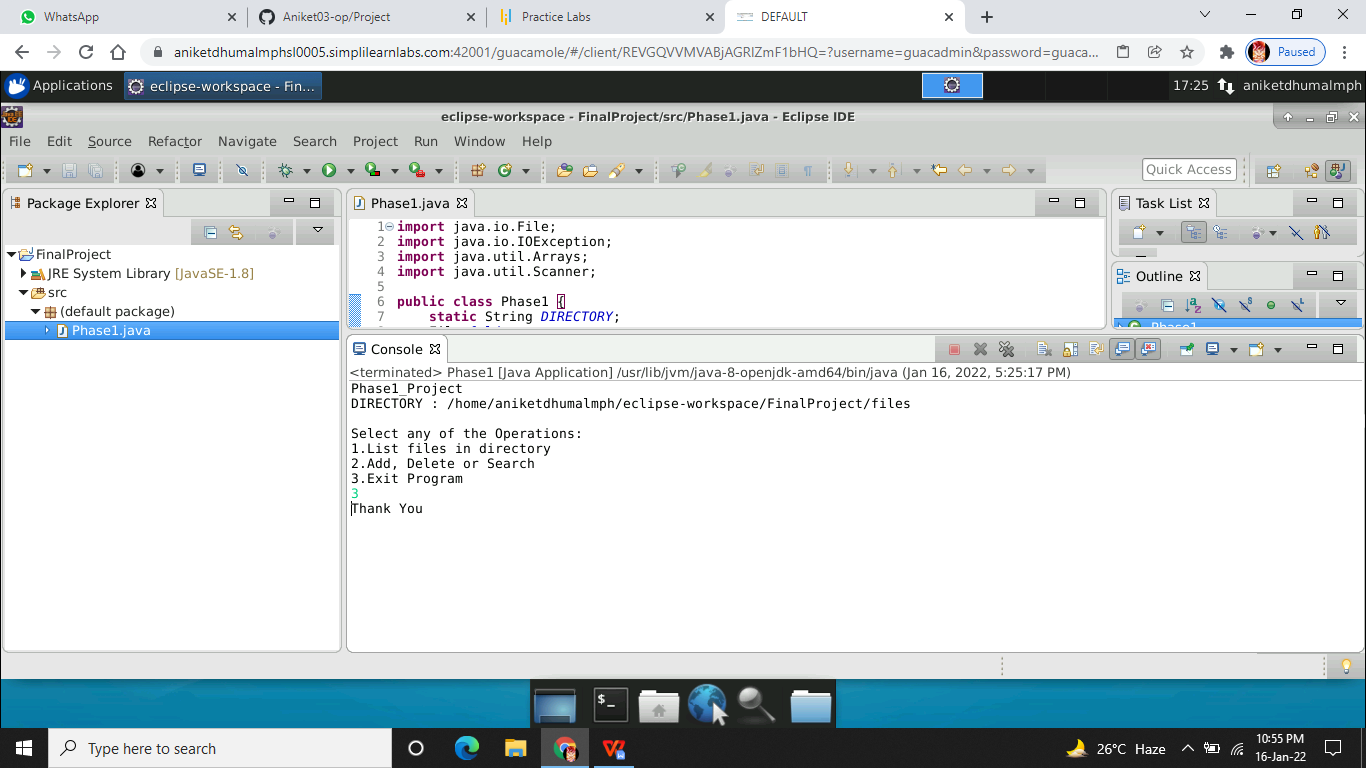 WhatsApp
Aniket03-op/Project
Practice Labs
DEFAULT
aniketdhumalmphsl0005.simplilearnlabs.com:42001/guacamole/#/client/REVGQVVMVABjAGRlZmF1bHQ=?username=guacadmin&password=guaca...
Paused
Applications
eclipse-workspace - Fin...
17:25
aniketdhumalmph
eclipse-workspace - FinalProject/src/Phase1.java - Eclipse IDE
File Edit Source Refactor Navigate Search Project Run Window Help
Quick Access
Package Explorer
FinalProject
JRE System Library [JavaSE-1.8]
src
(default package)
Phase1.java
Phase1.java
1 import java.io.File;
2 import java.io.IOException;
3 import java.util.Arrays;
4 import java.util.Scanner;
5
6 public class Phase1 {
7 static String DIRECTORY;
Task List
Outline
Phase1
Console
<terminated> Phase1 [Java Application] /usr/lib/jvm/java-8-openjdk-amd64/bin/java (Jan 16, 2022, 5:25:17 PM)
Phase1_Project
DIRECTORY : /home/aniketdhumalmph/eclipse-workspace/FinalProject/files
Select any of the Operations:
1.List files in directory
2.Add, Delete or Search
3.Exit Program
3
Thank You
Type here to search
26°C Haze
10:55 PM
16-Jan-22